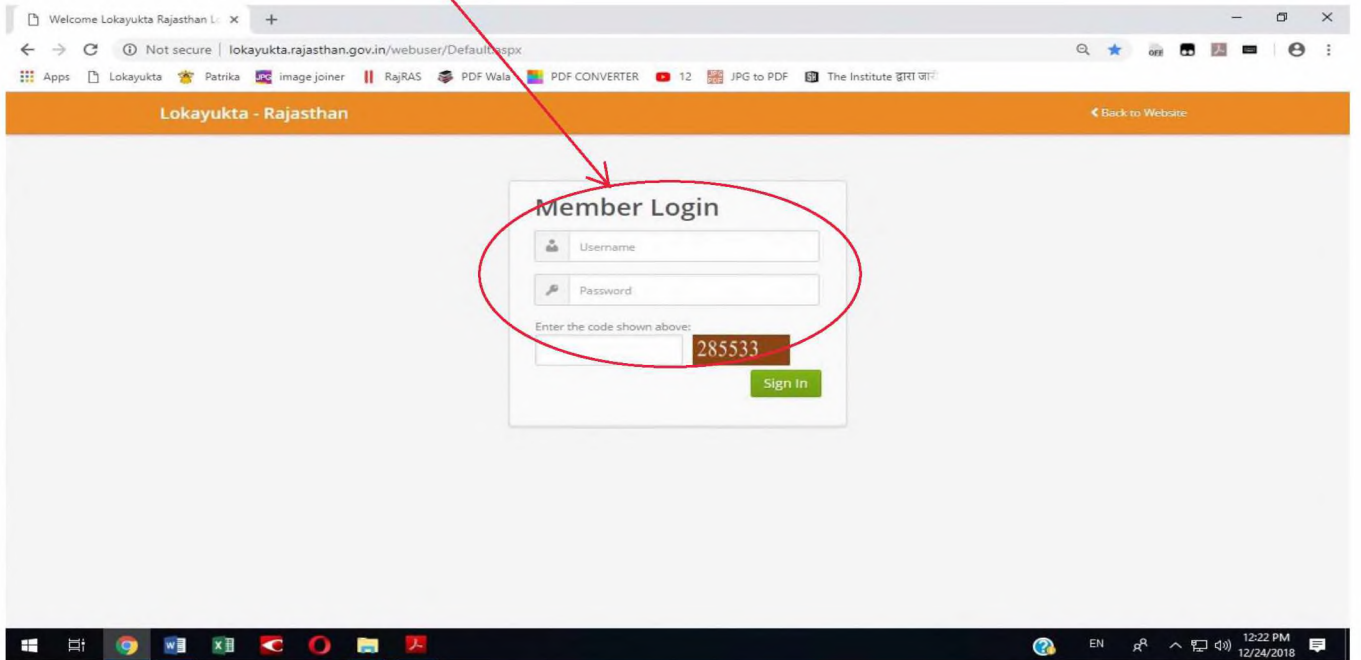 Welcome Lokayukta Rajasthan L
Not secure | lokayukta.rajasthan.gov.in/webuser/Default.aspx
OFF
Apps Lokayukta Patrika JPG image joiner RajRAS PDF Wala PDF CONVERTER 12 JPG to PDF The Institute द्वारा
Lokayukta - Rajasthan
Back to Website
Member Login
Username
Password
Enter the code shown above:
285533
Sign In
EN
12:22 PM
12/24/2018